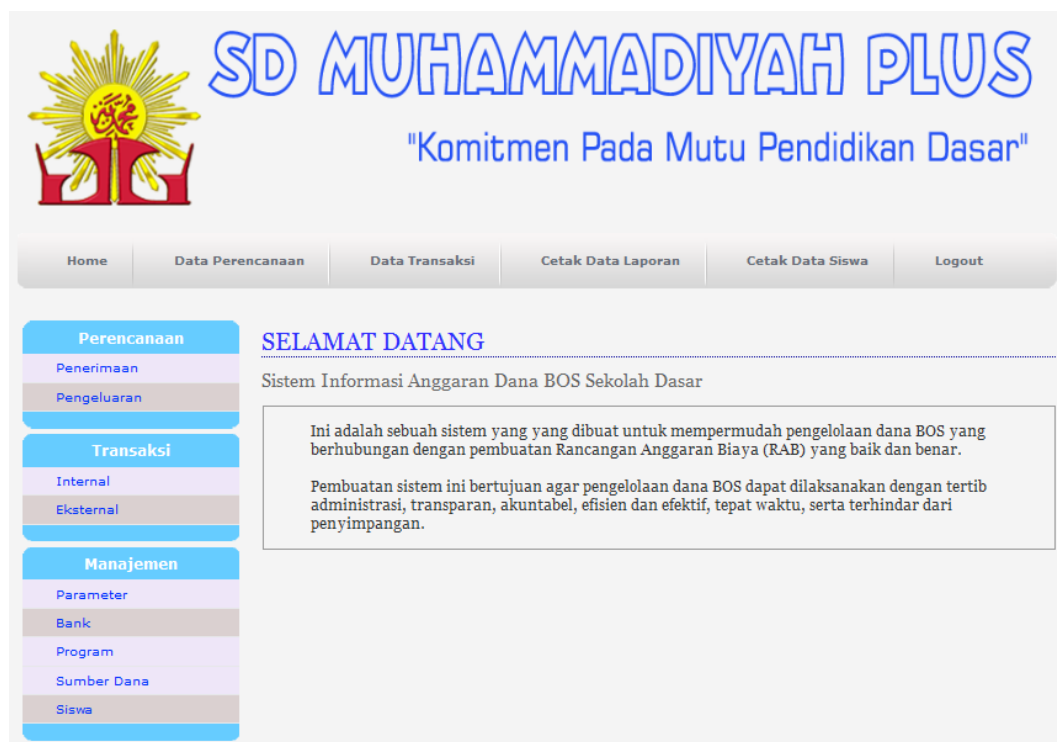 SD MUHAMMADIYAH PLUS
"Komitmen Pada Mutu Pendidikan Dasar"
Home Data Perencanaan Data Transaksi Cetak Data Laporan Cetak Data Siswa Logout
Perencanaan
Penerimaan
Pengeluaran
Transaksi
Internal
Eksternal
Manajemen
Parameter
Bank
Program
Sumber Dana
Siswa
SELAMAT DATANG
Sistem Informasi Anggaran Dana BOS Sekolah Dasar
Ini adalah sebuah sistem yang yang dibuat untuk mempermudah pengelolaan dana BOS yang
berhubungan dengan pembuatan Rancangan Anggaran Biaya (RAB) yang baik dan benar.
Pembuatan sistem ini bertujuan agar pengelolaan dana BOS dapat dilaksanakan dengan tertib
administrasi, transparan, akuntabel, efisien dan efektif, tepat waktu, serta terhindar dari
penyimpangan.